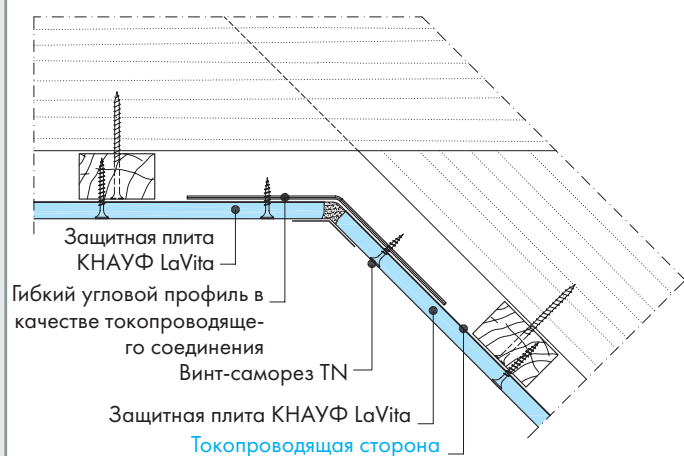 Защитная плита
КНАУФ LaVita
Гибкий угловой профиль в
качестве токопроводяще-
го соединения
Винт-саморез TN
Защитная плита КНАУФ LaVita
Токопроводящая сторона